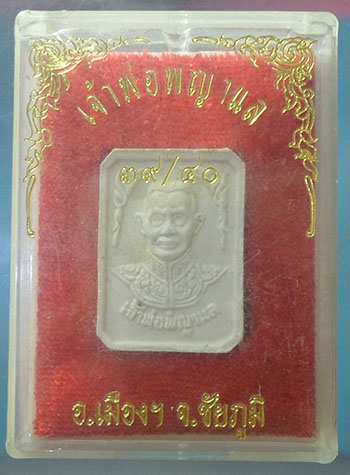 เจ้าพ่อพญาแล
๓๙/๔๐
เจ้าพ่อพญาแล
อ.เมืองฯ จ.ชัยภูมิ